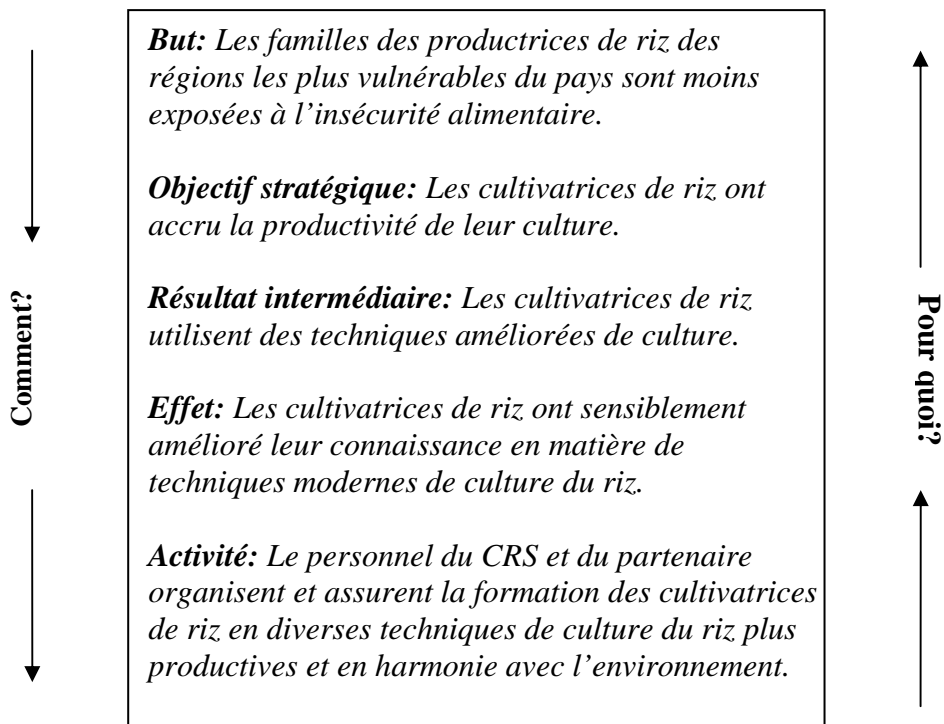 But: Les familles des productrices de riz des
régions les plus vulnérables du pays sont moins
exposées à l’insécurité alimentaire.
Objectif stratégique: Les cultivatrices de riz ont
accru la productivité de leur culture.
Résultat intermédiaire: Les cultivatrices de riz
utilisent des techniques améliorées de culture.
Effet: Les cultivatrices de riz ont sensiblement
amélioré leur connaissance en matière de
techniques modernes de culture du riz.
Activité: Le personnel du CRS et du partenaire
organisent et assurent la formation des cultivatrices
de riz en diverses techniques de culture du riz plus
productives et en harmonie avec l’environnement.
Comment?
Pour quoi?